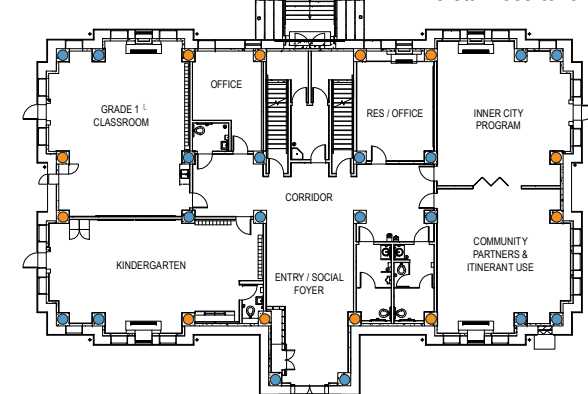 OFFICE
GRADE 1 L
CLASSROOM
RES / OFFICE
INNER CITY
PROGRAM
CORRIDOR
COMMUNITY
PARTNERS &
ITINERANT USE
KINDERGARTEN
ENTRY / SOCIAL
FOYER